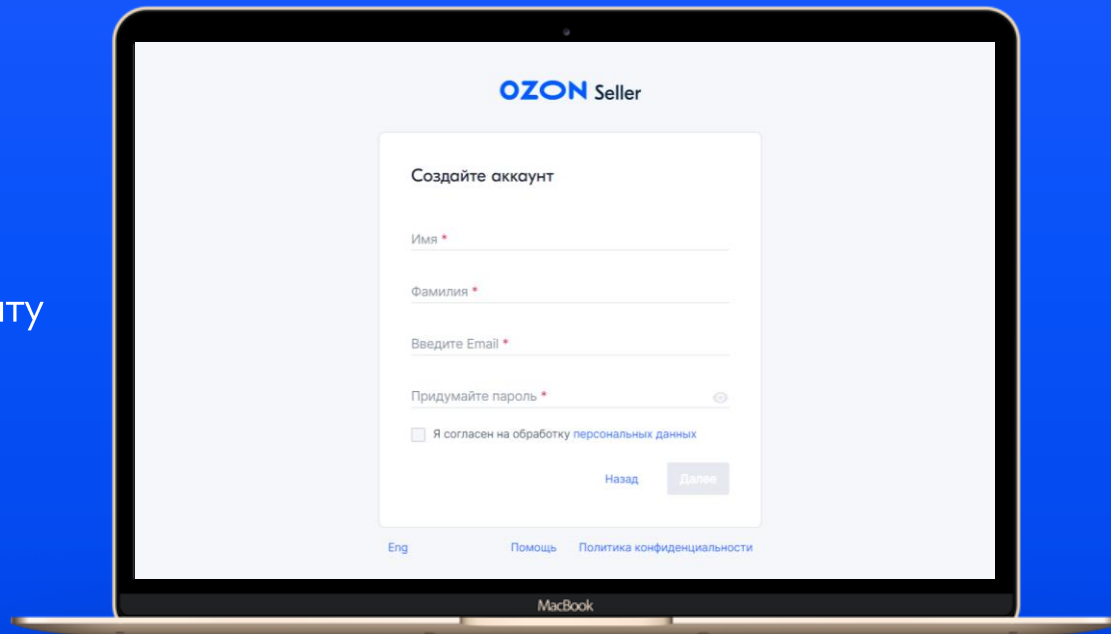 OZON Seller
Создайте аккаунт
Имя *
Фамилия *
Введите Email *
Придумайте пароль *
Я согласен на обработку персональных данных
Назад Далее
Eng Помощь Политика конфиденциальности
MacBook